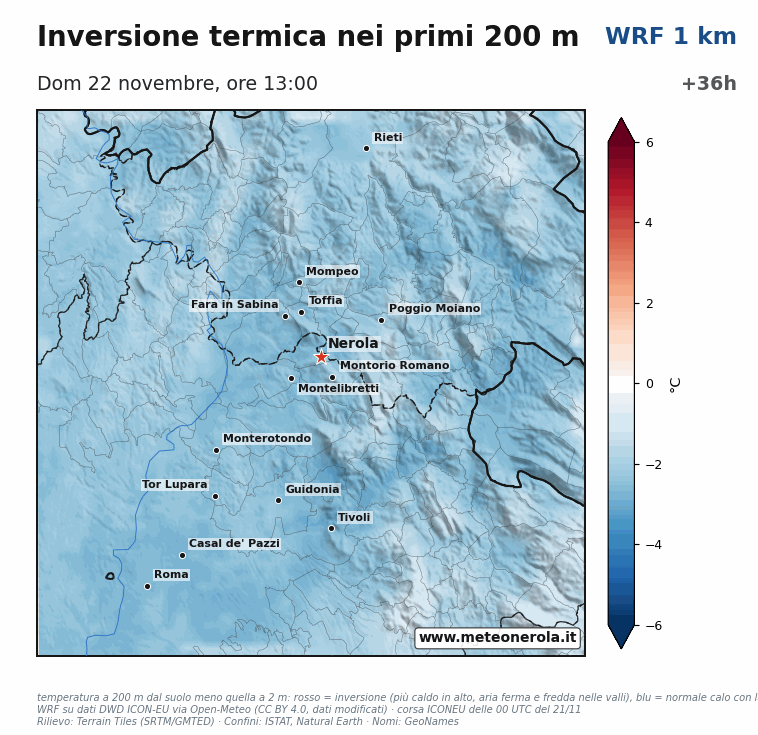 Inversione termica nei primi 200 m WRF 1 km
Dom 22 novembre, ore 13:00 +36h
Rieti
Mompeo
Toffia
Fara in Sabina
Poggio Moiano
Nerola
Montorio Romano
Montelibretti
Monterotondo
Tor Lupara
Guidonia
Tivoli
Casal de' Pazzi
Roma
6
4
2
0
−2
−4
−6
°C
www.meteonerola.it
temperatura a 200 m dal suolo meno quella a 2 m: rosso = inversione (più caldo in alto, aria ferma e fredda nelle valli), blu = normale calo con
WRF su dati DWD ICON-EU via Open-Meteo (CC BY 4.0, dati modificati) · corsa ICONEU delle 00 UTC del 21/11
Rilievo: Terrain Tiles (SRTM/GMTED) · Confini: ISTAT, Natural Earth · Nomi: GeoNames